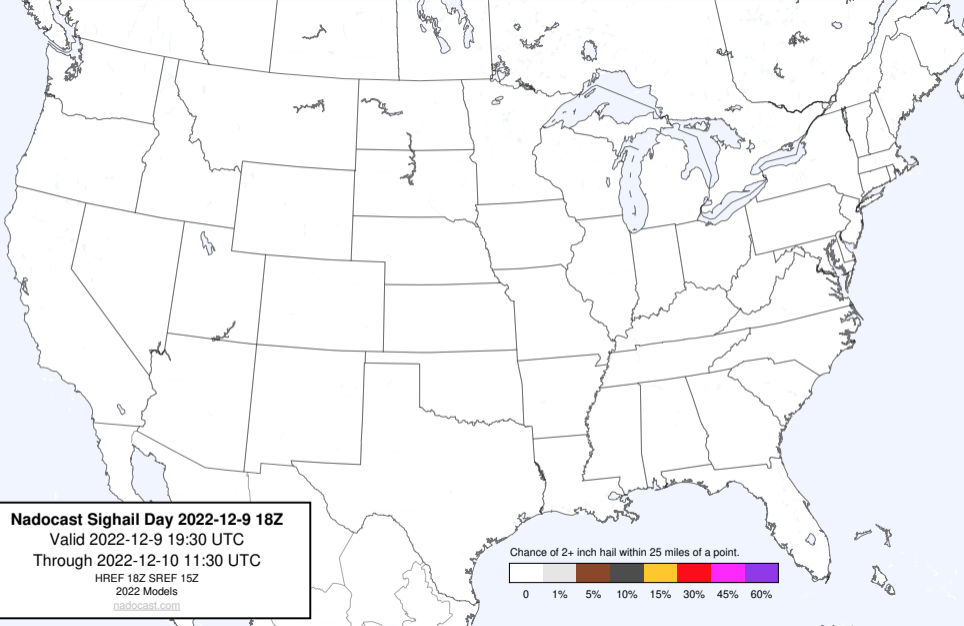 Nadocast Sighail Day 2022-12-9 18Z
Valid 2022-12-9 19:30 UTC
Through 2022-12-10 11:30 UTC
HREF 18Z SREF 15Z
2022 Models
nadocast.com
Chance of 2+ inch hail within 25 miles of a point.
0 1% 5% 10% 15% 30% 45% 60%